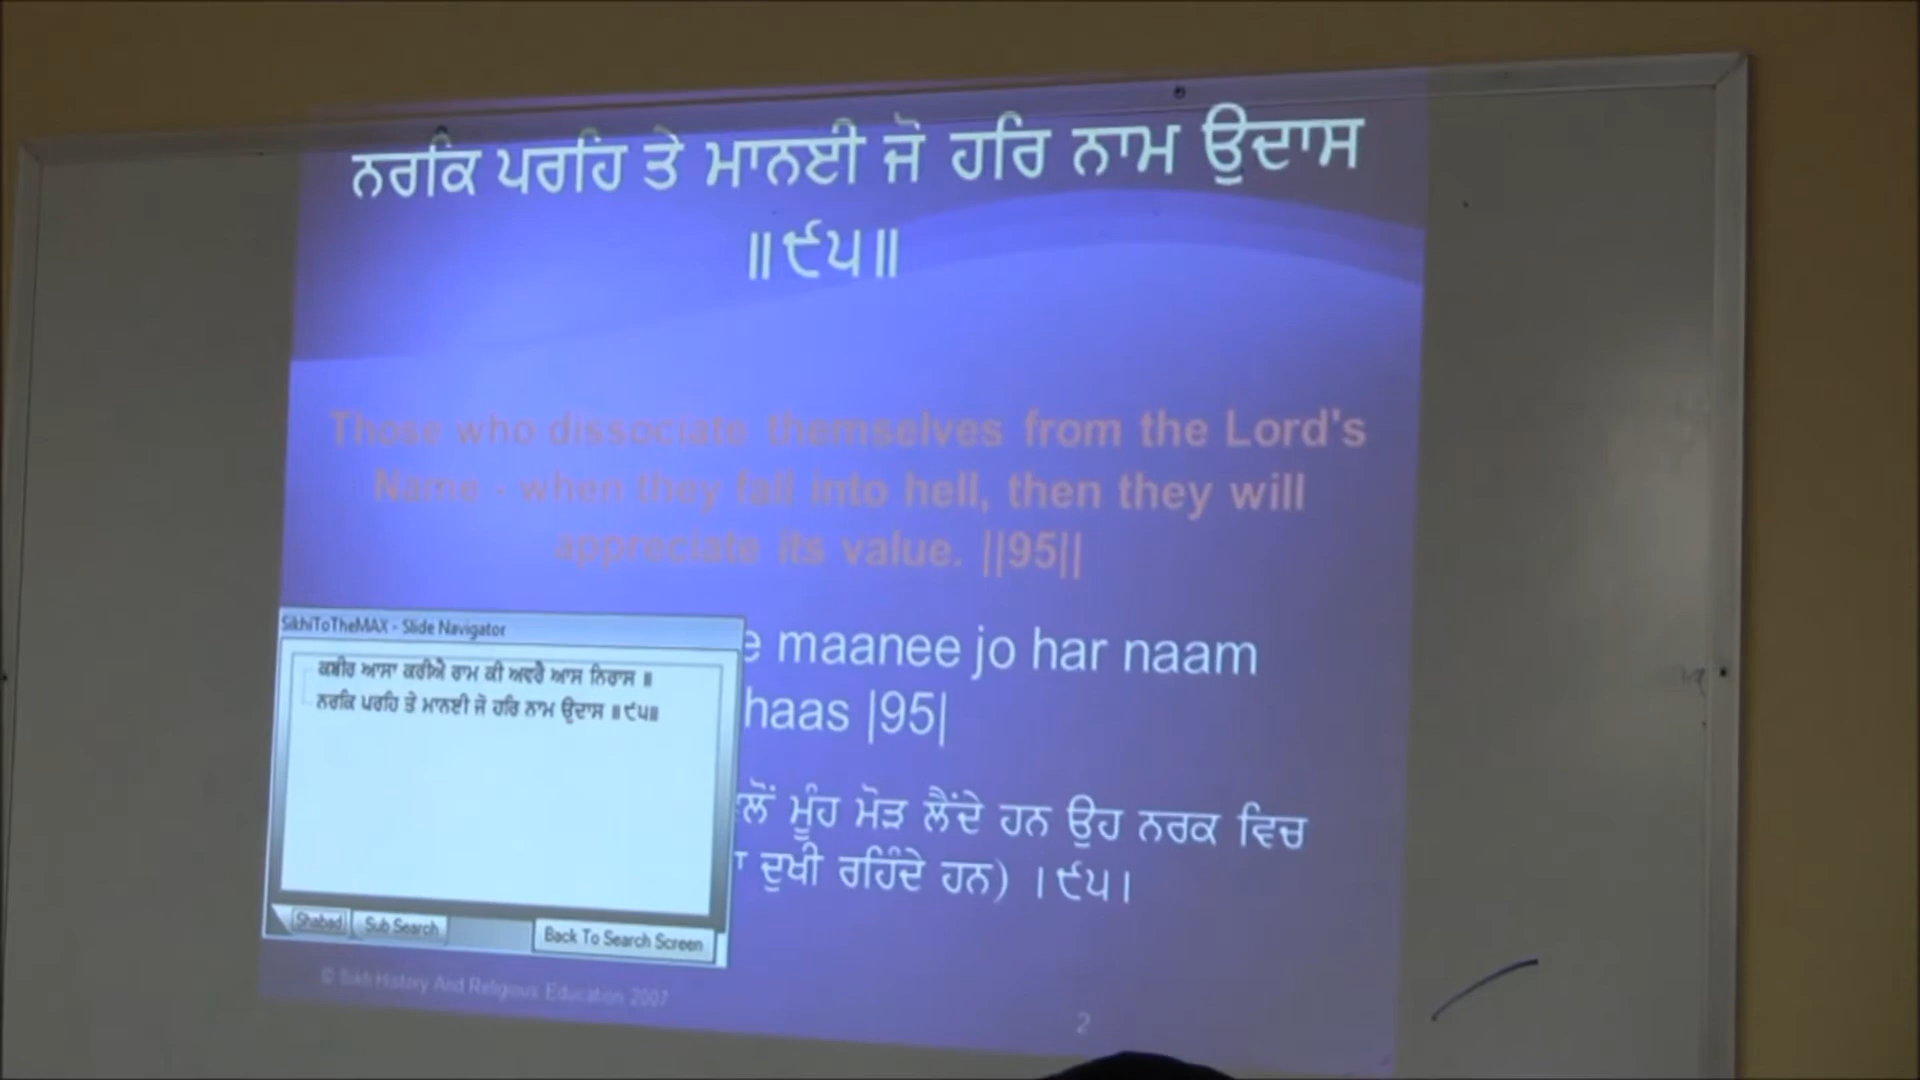 ਨਰਕਿ ਪਰਹਿ ਤੇ ਮਾਨਈ ਜੋ ਹਰਿ ਨਾਮ ਉਦਾਸ
॥੯੫॥
Those who dissociate themselves from the Lord's
Name - when they fall into hell, then they will
appreciate its value. ||95||
e maanee jo har naam
haas |95|
ਲੋਂ ਮੂੰਹ ਮੋੜ ਲੈਂਦੇ ਹਨ ਉਹ ਨਰਕ ਵਿਚ
ਦੁਖੀ ਰਹਿੰਦੇ ਹਨ) ।੯੫।
SikhiToTheMAX - Slide Navigator
ਕਬੀਰ ਆਸਾ ਕਰੀਐ ਰਾਮ ਕੀ ਅਵਰੈ ਆਸ ਨਿਰਾਸ ॥
ਨਰਕਿ ਪਰਹਿ ਤੇ ਮਾਨਈ ਜੋ ਹਰਿ ਨਾਮ ਉਦਾਸ ॥੯੫॥
Shabad Sub Search Back To Search Screen
© Sikh History And Religious Education 2007
2